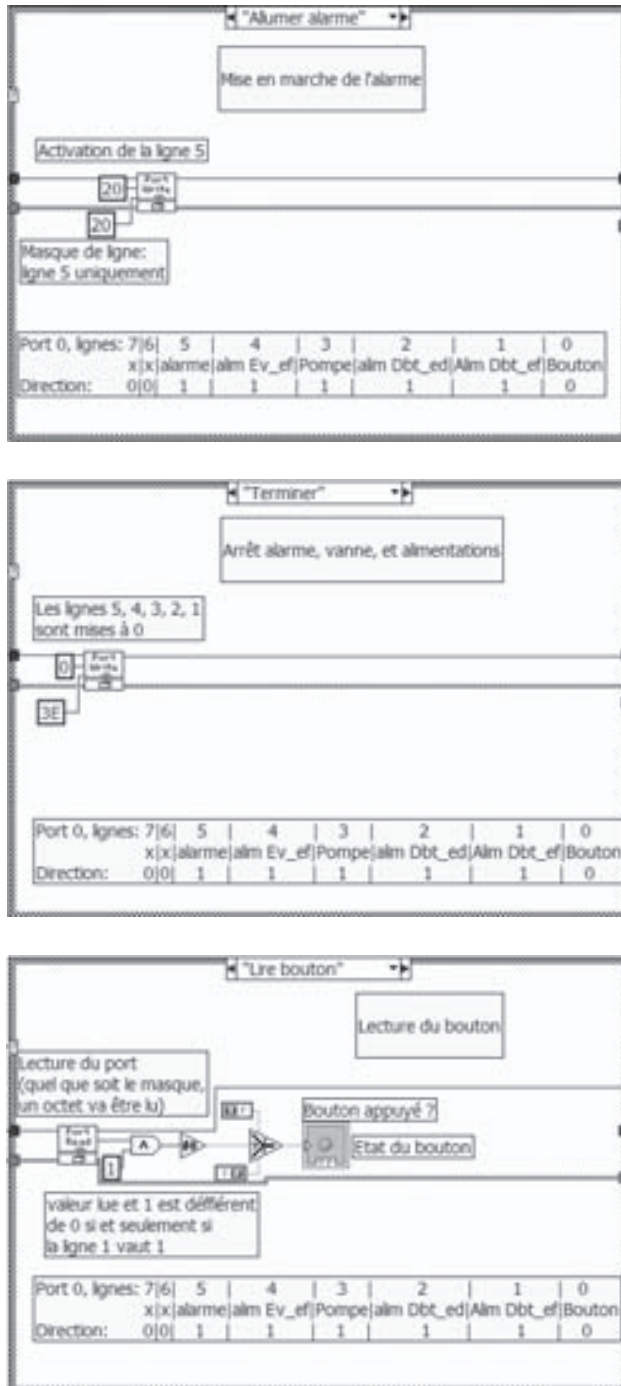 "Allumer alarme"
Mise en marche de l'alarme
Activation de la ligne 5
20
Port
Write
20
Masque de ligne:
ligne 5 uniquement
Port 0, lignes: 7|6| 5 | 4 | 3 | 2 | 1 | 0
x|x|alarme|alim Ev_ef|Pompe|alim Dbt_ed|Alim Dbt_ef|Bouton
Direction: 0|0| 1 | 1 | 1 | 1 | 1 | 0
"Terminer"
Arrêt alarme, vanne, et alimentations
Les lignes 5, 4, 3, 2, 1
sont mises à 0
0
Port
Write
3E
Port 0, lignes: 7|6| 5 | 4 | 3 | 2 | 1 | 0
x|x|alarme|alim Ev_ef|Pompe|alim Dbt_ed|Alim Dbt_ef|Bouton
Direction: 0|0| 1 | 1 | 1 | 1 | 1 | 0
"Lire bouton"
Lecture du bouton
Lecture du port
(quel que soit le masque,
un octet va être lu)
Bouton appuyé ?
Port
Read
Etat du bouton
1
valeur lue et 1 est défférent
de 0 si et seulement si
la ligne 1 vaut 1
Port 0, lignes: 7|6| 5 | 4 | 3 | 2 | 1 | 0
x|x|alarme|alim Ev_ef|Pompe|alim Dbt_ed|Alim Dbt_ef|Bouton
Direction: 0|0| 1 | 1 | 1 | 1 | 1 | 0